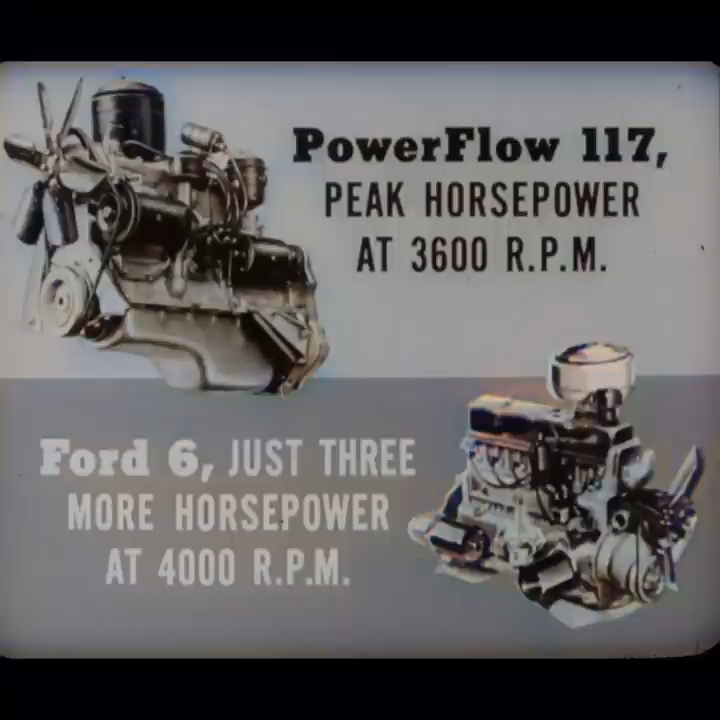 PowerFlow 117,
PEAK HORSEPOWER
AT 3600 R.P.M.
Ford 6, JUST THREE
MORE HORSEPOWER
AT 4000 R.P.M.